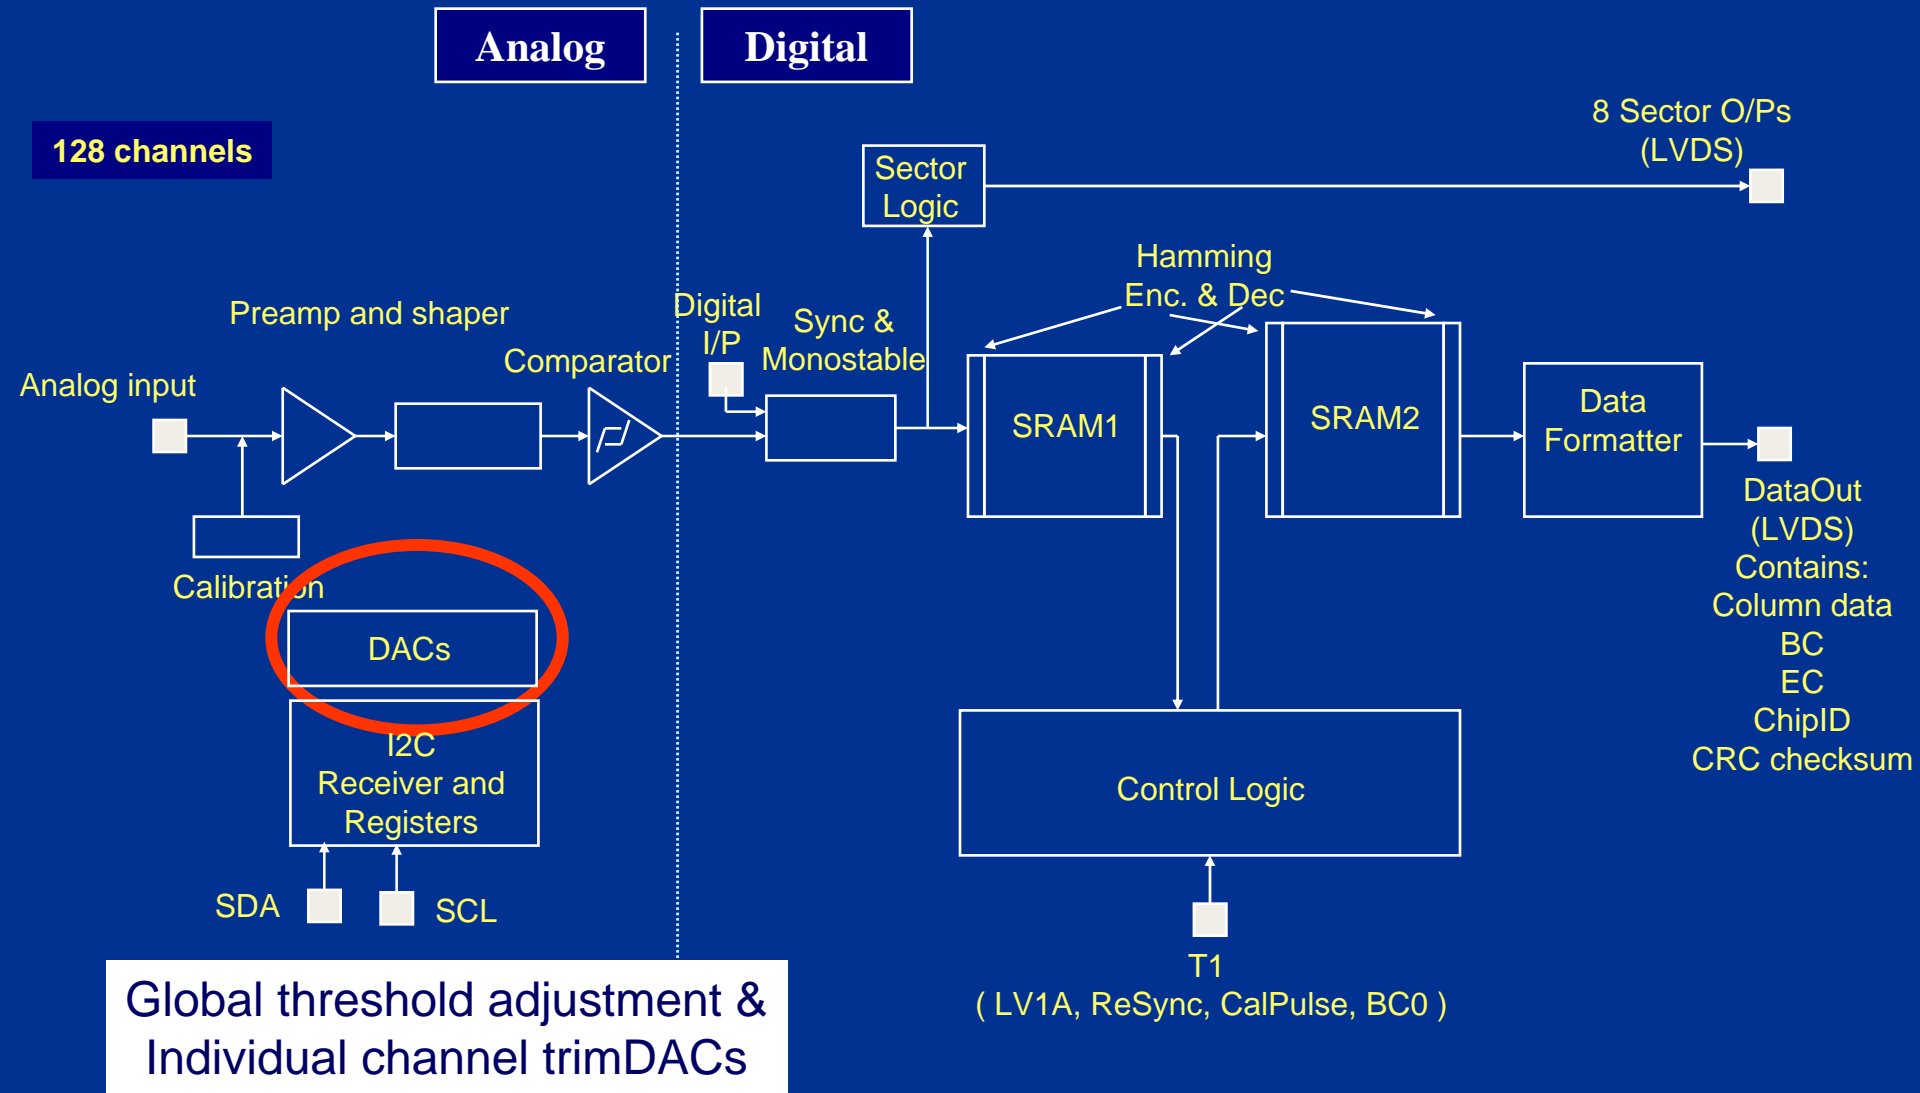 Analog
Digital
128 channels
8 Sector O/Ps
(LVDS)
Sector
Logic
Hamming
Enc. & Dec
Preamp and shaper
Digital
I/P
Sync &
Monostable
Comparator
Analog input
SRAM1
SRAM2
Data
Formatter
DataOut
(LVDS)
Contains:
Column data
BC
EC
ChipID
CRC checksum
Calibration
DACs
I2C
Receiver and
Registers
Control Logic
SDA
SCL
T1
( LV1A, ReSync, CalPulse, BC0 )
Global threshold adjustment &
Individual channel trimDACs